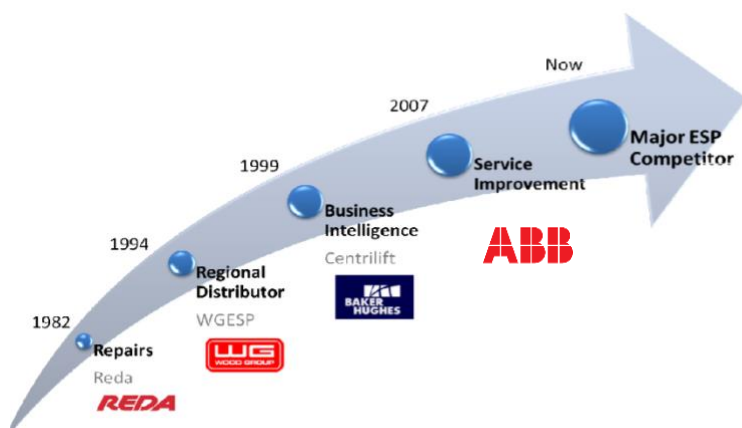 1982
Repairs
Reda
REDA
1994
Regional
Distributor
WGESP
WG
WOOD GROUP
1999
Business
Intelligence
Centrilift
BAKER
HUGHES
2007
Service
Improvement
ABB
Now
Major ESP
Competitor